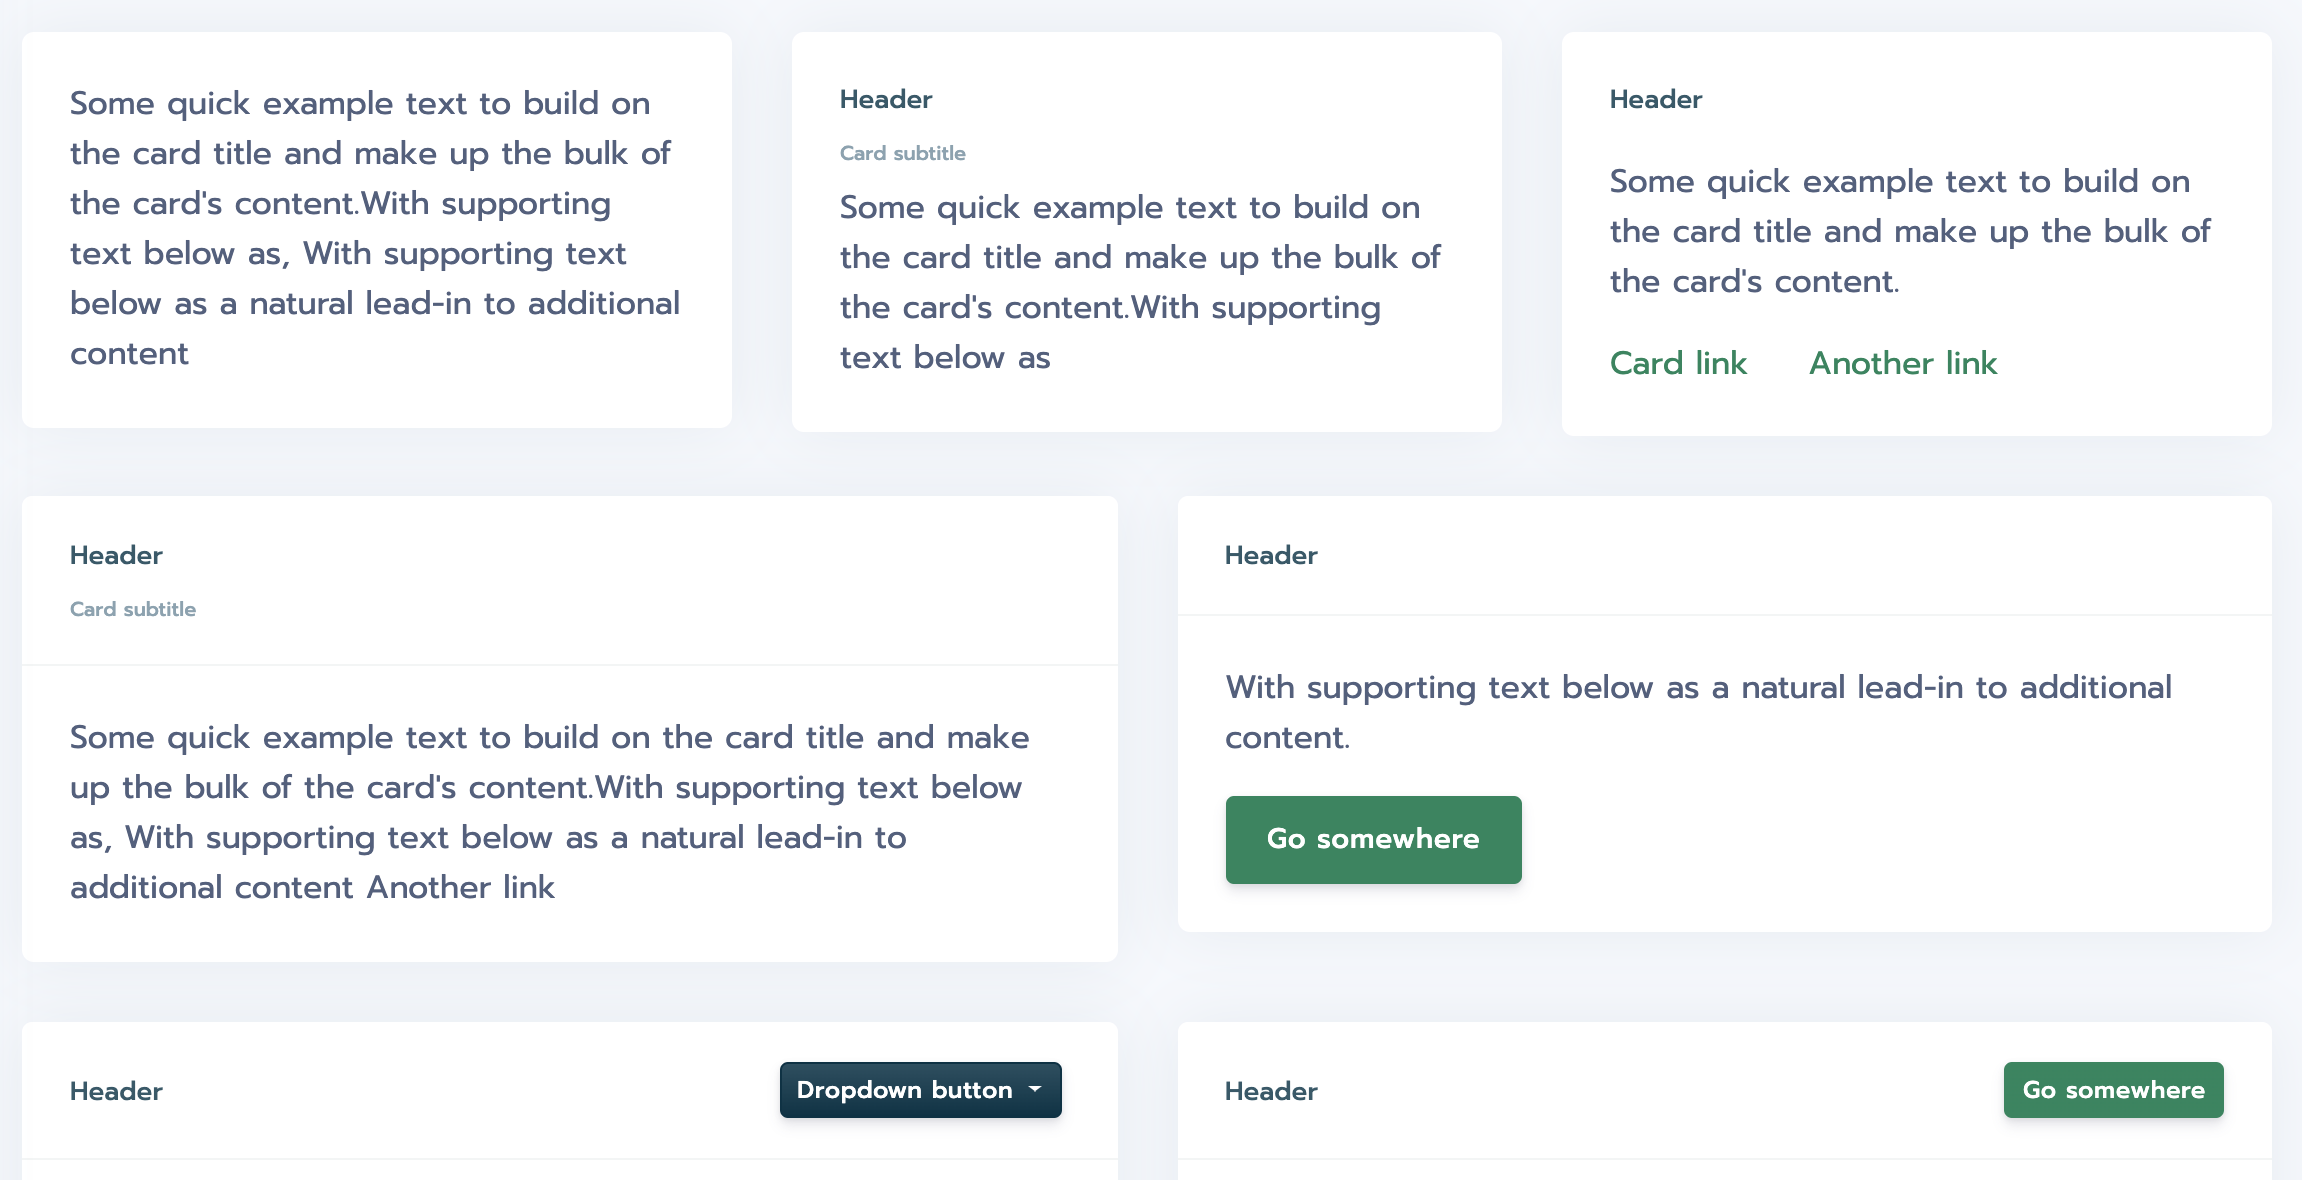 Some quick example text to build on
the card title and make up the bulk of
the card's content.With supporting
text below as, With supporting text
below as a natural lead-in to additional
content
Header
Card subtitle
Some quick example text to build on
the card title and make up the bulk of
the card's content.With supporting
text below as
Header
Some quick example text to build on
the card title and make up the bulk of
the card's content.
Card link Another link
Header
Card subtitle
Some quick example text to build on the card title and make
up the bulk of the card's content.With supporting text below
as, With supporting text below as a natural lead-in to
additional content Another link
Header
With supporting text below as a natural lead-in to additional
content.
Go somewhere
Header
Dropdown button
Header
Go somewhere